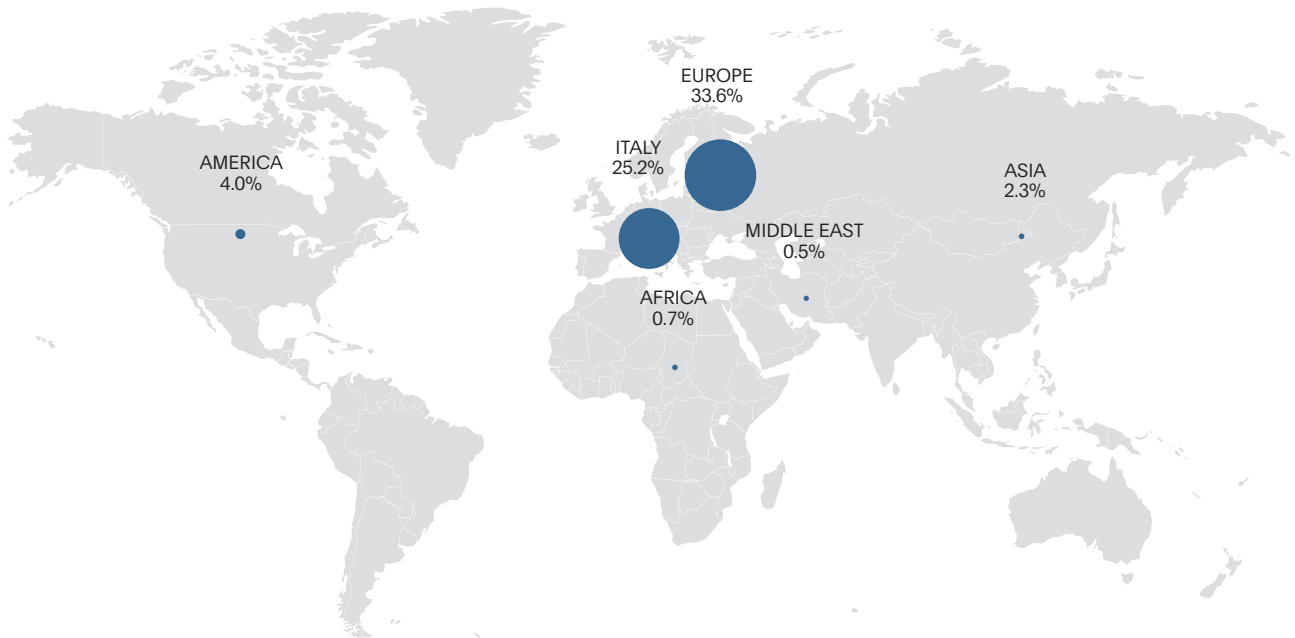 EUROPE
33.6%
ITALY
25.2%
AMERICA
4.0%
ASIA
2.3%
MIDDLE EAST
0.5%
AFRICA
0.7%